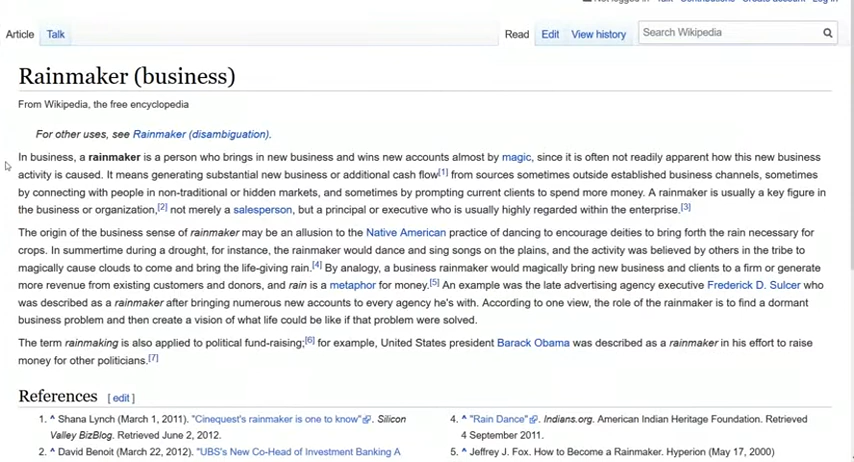 Not logged in Talk Contributions Create account Log in
Article Talk Read Edit View history Search Wikipedia
Rainmaker (business)
From Wikipedia, the free encyclopedia
For other uses, see Rainmaker (disambiguation).
In business, a rainmaker is a person who brings in new business and wins new accounts almost by magic, since it is often not readily apparent how this new business
activity is caused. It means generating substantial new business or additional cash flow[1] from sources sometimes outside established business channels, sometimes
by connecting with people in non-traditional or hidden markets, and sometimes by prompting current clients to spend more money. A rainmaker is usually a key figure in
the business or organization,[2] not merely a salesperson, but a principal or executive who is usually highly regarded within the enterprise.[3]
The origin of the business sense of rainmaker may be an allusion to the Native American practice of dancing to encourage deities to bring forth the rain necessary for
crops. In summertime during a drought, for instance, the rainmaker would dance and sing songs on the plains, and the activity was believed by others in the tribe to
magically cause clouds to come and bring the life-giving rain.[4] By analogy, a business rainmaker would magically bring new business and clients to a firm or generate
more revenue from existing customers and donors, and rain is a metaphor for money.[5] An example was the late advertising agency executive Frederick D. Sulcer who
was described as a rainmaker after bringing numerous new accounts to every agency he's with. According to one view, the role of the rainmaker is to find a dormant
business problem and then create a vision of what life could be like if that problem were solved.
The term rainmaking is also applied to political fund-raising;[6] for example, United States president Barack Obama was described as a rainmaker in his effort to raise
money for other politicians.[7]
References [ edit ]
1. ^ Shana Lynch (March 1, 2011). "Cinequest's rainmaker is one to know". Silicon
Valley BizBlog. Retrieved June 2, 2012.
2. ^ David Benoit (March 22, 2012). "UBS's New Co-Head of Investment Banking A
4. ^ "Rain Dance". Indians.org. American Indian Heritage Foundation. Retrieved
4 September 2011.
5. ^ Jeffrey J. Fox. How to Become a Rainmaker. Hyperion (May 17, 2000)